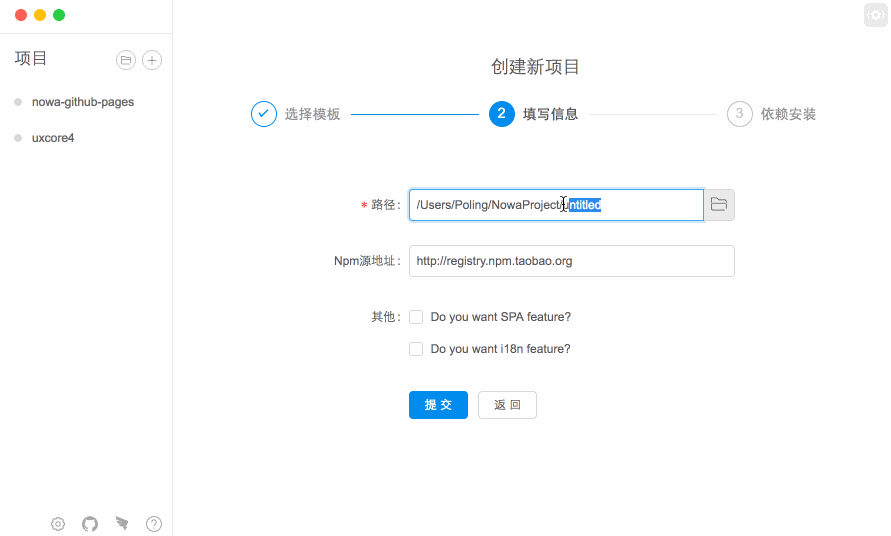 项目
nowa-github-pages
uxcore4
创建新项目
选择模板
2 填写信息
3 依赖安装
* 路径: /Users/Poling/NowaProject/untitled
Npm源地址: http://registry.npm.taobao.org
其他: Do you want SPA feature?
Do you want i18n feature?
提 交 返 回